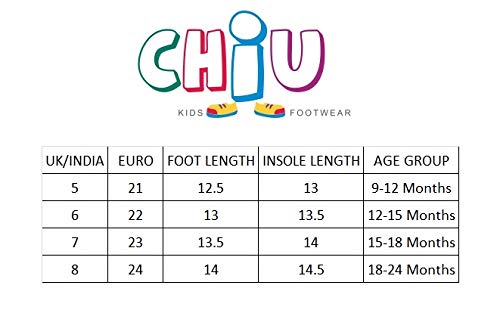 CHiU
KIDS FOOTWEAR
UK/INDIA EURO FOOT LENGTH INSOLE LENGTH AGE GROUP
5 21 12.5 13 9-12 Months
6 22 13 13.5 12-15 Months
7 23 13.5 14 15-18 Months
8 24 14 14.5 18-24 Months